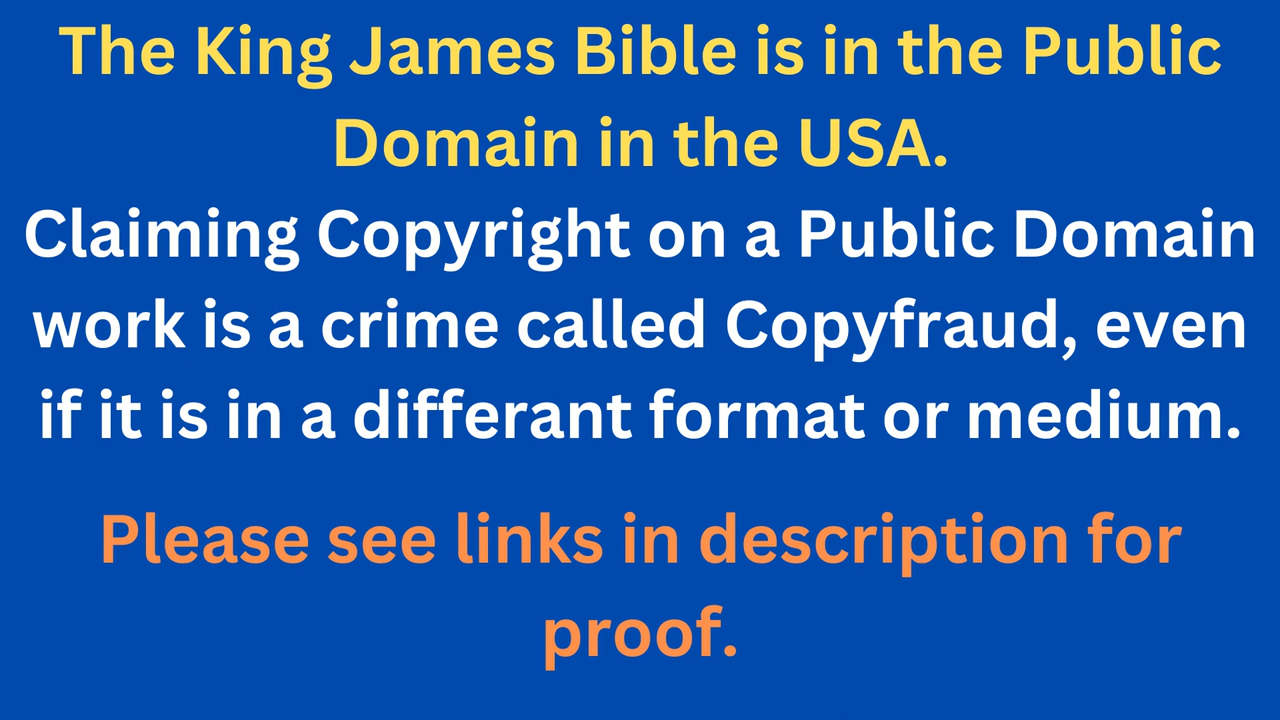 The King James Bible is in the Public
Domain in the USA.
Claiming Copyright on a Public Domain
work is a crime called Copyfraud, even
if it is in a differant format or medium.
Please see links in description for
proof.